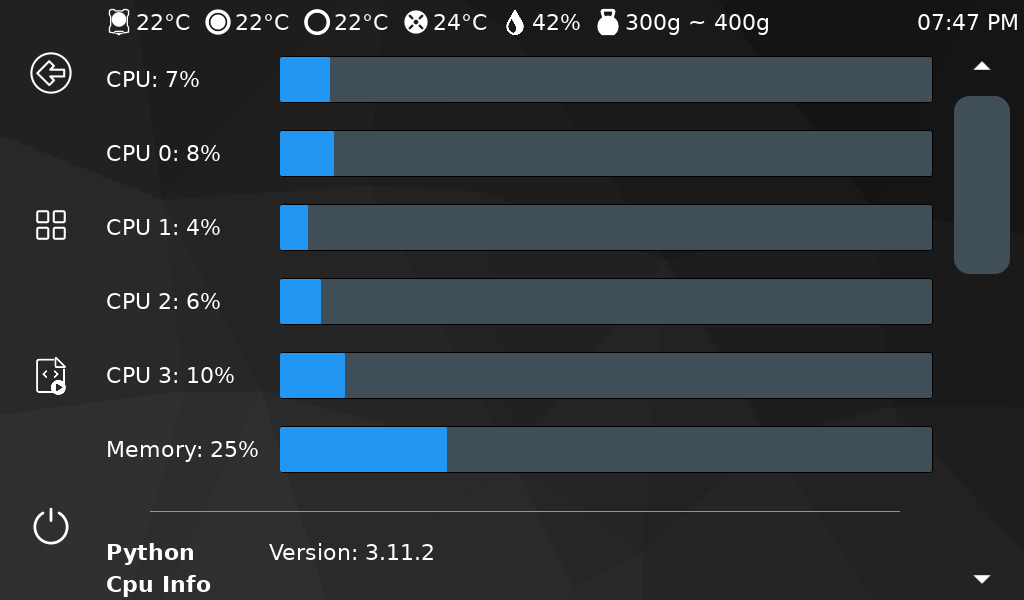 22°C 22°C 22°C 24°C 42% 300g ~ 400g 07:47 PM
CPU: 7%
CPU 0: 8%
CPU 1: 4%
CPU 2: 6%
CPU 3: 10%
Memory: 25%
Python Version: 3.11.2
Cpu Info